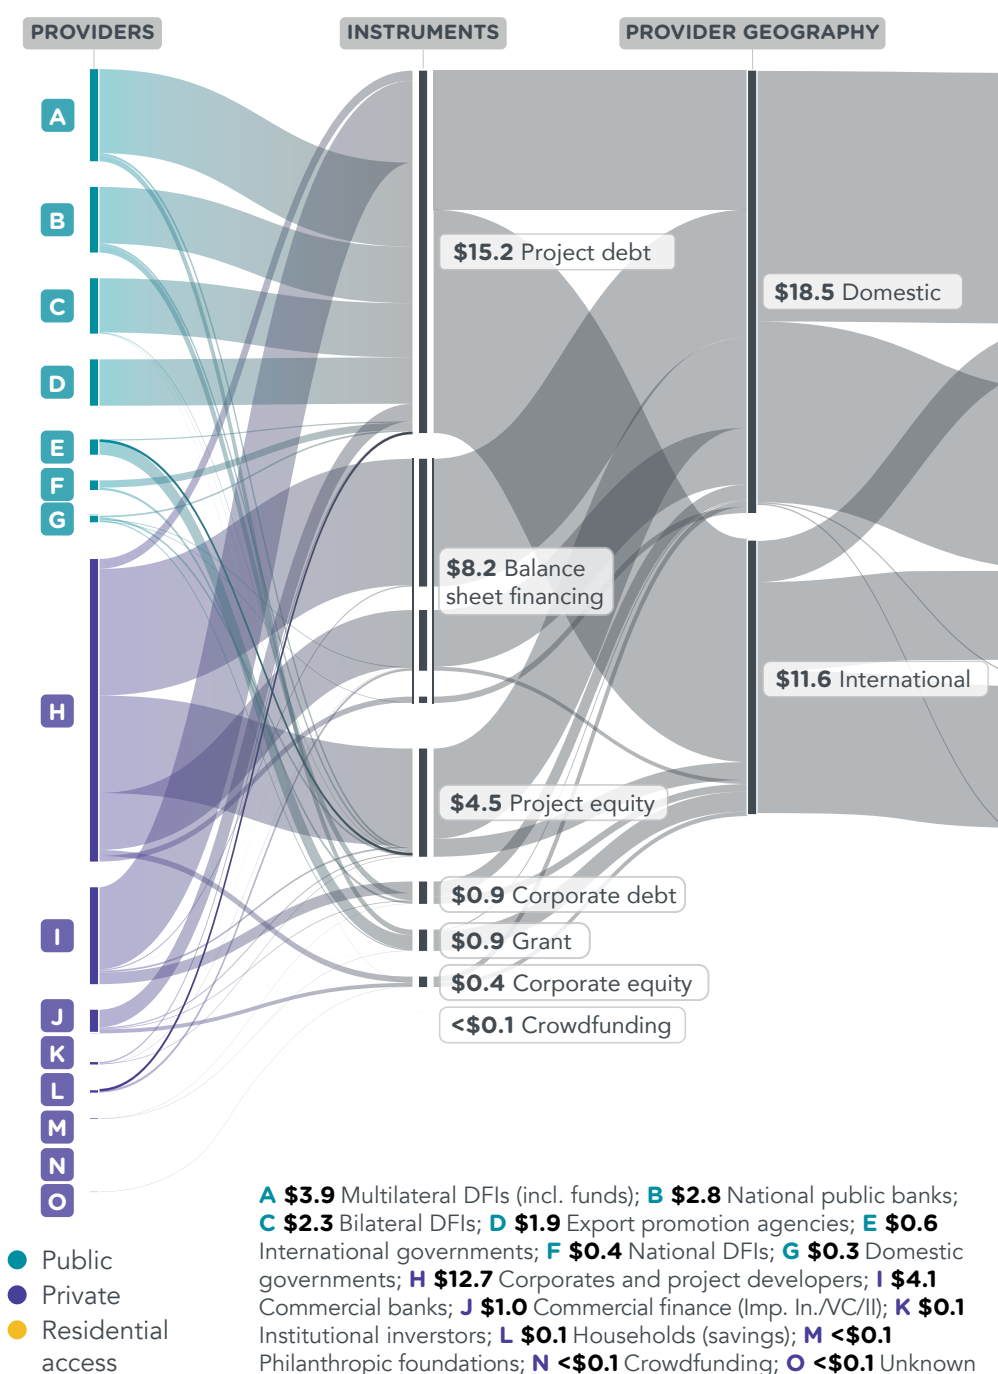 PROVIDERS
INSTRUMENTS
PROVIDER GEOGRAPHY
A
B
C
D
E
F
G
H
I
J
K
L
M
N
O
$15.2 Project debt
$8.2 Balance
sheet financing
$4.5 Project equity
$0.9 Corporate debt
$0.9 Grant
$0.4 Corporate equity
<$0.1 Crowdfunding
$18.5 Domestic
$11.6 International
Public
Private
Residential
access
A $3.9 Multilateral DFIs (incl. funds); B $2.8 National public banks;
C $2.3 Bilateral DFIs; D $1.9 Export promotion agencies; E $0.6
International governments; F $0.4 National DFIs; G $0.3 Domestic
governments; H $12.7 Corporates and project developers; I $4.1
Commercial banks; J $1.0 Commercial finance (Imp. In./VC/II); K $0.1
Institutional inverstors; L $0.1 Households (savings); M <$0.1
Philanthropic foundations; N <$0.1 Crowdfunding; O <$0.1 Unknown